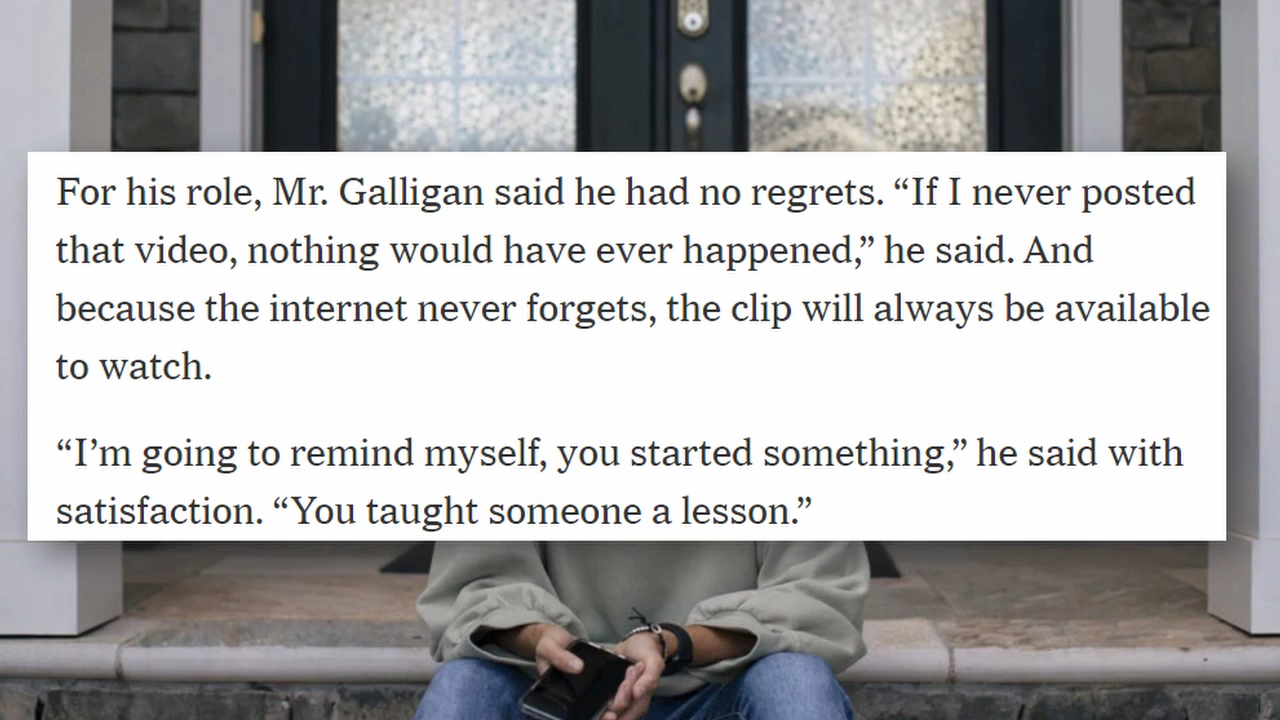 For his role, Mr. Galligan said he had no regrets. “If I never posted
that video, nothing would have ever happened,” he said. And
because the internet never forgets, the clip will always be available
to watch.
“I’m going to remind myself, you started something,” he said with
satisfaction. “You taught someone a lesson.”